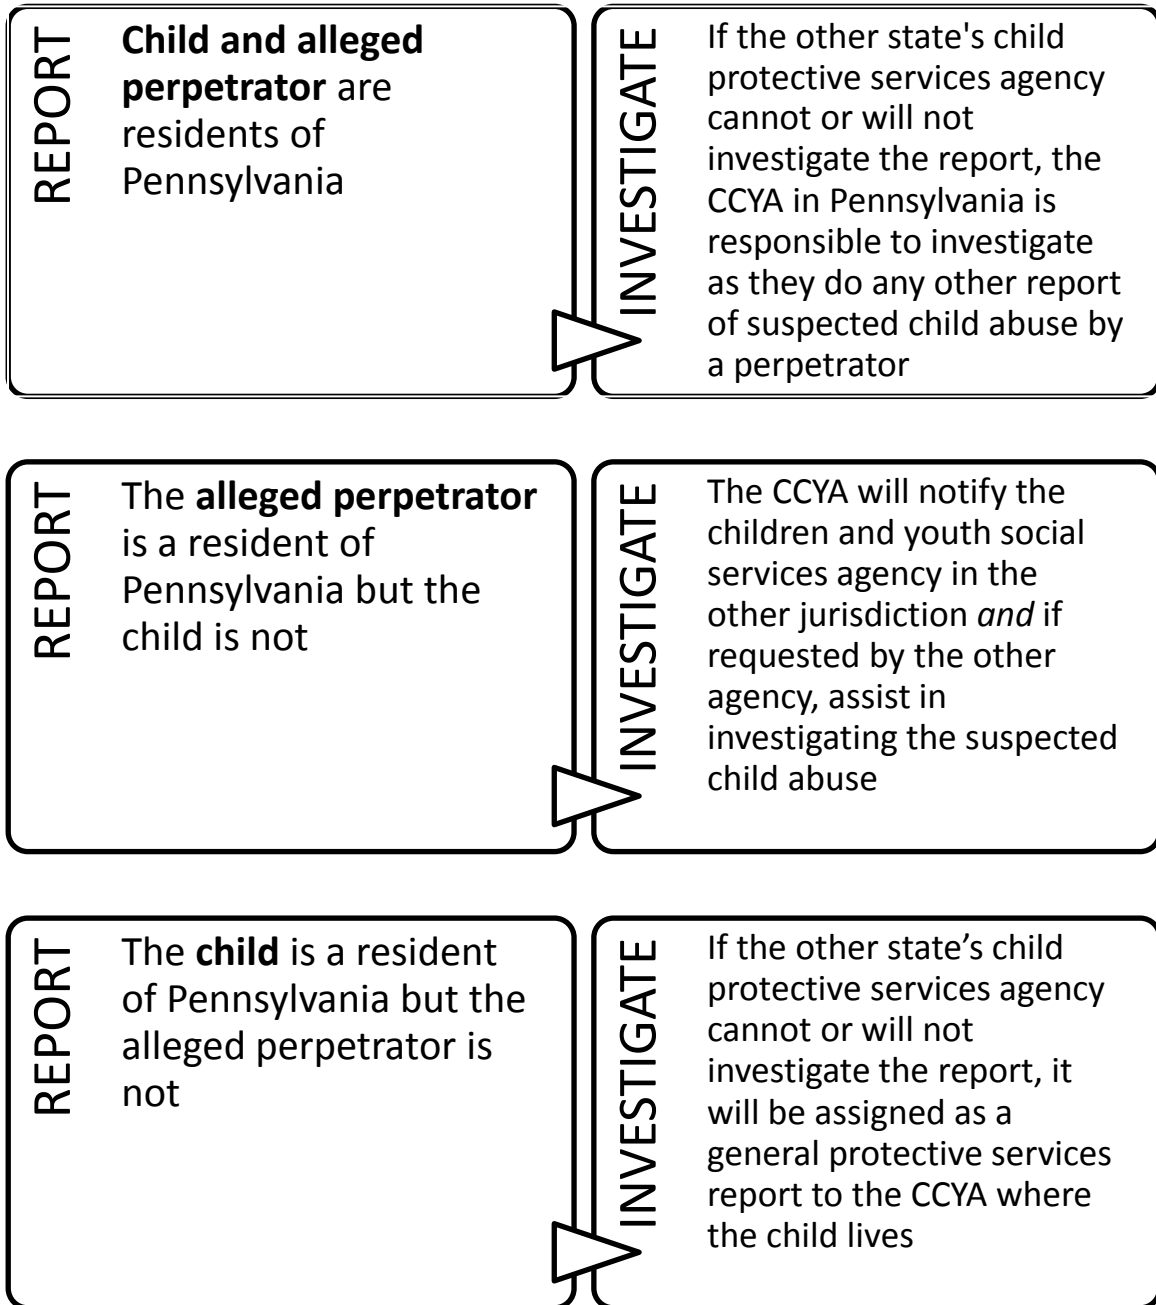 REPORT
Child and alleged
perpetrator are
residents of
Pennsylvania
INVESTIGATE
If the other state's child
protective services agency
cannot or will not
investigate the report, the
CCYA in Pennsylvania is
responsible to investigate
as they do any other report
of suspected child abuse by
a perpetrator
REPORT
The alleged perpetrator
is a resident of
Pennsylvania but the
child is not
INVESTIGATE
The CCYA will notify the
children and youth social
services agency in the
other jurisdiction and if
requested by the other
agency, assist in
investigating the suspected
child abuse
REPORT
The child is a resident
of Pennsylvania but the
alleged perpetrator is
not
INVESTIGATE
If the other state’s child
protective services agency
cannot or will not
investigate the report, it
will be assigned as a
general protective services
report to the CCYA where
the child lives